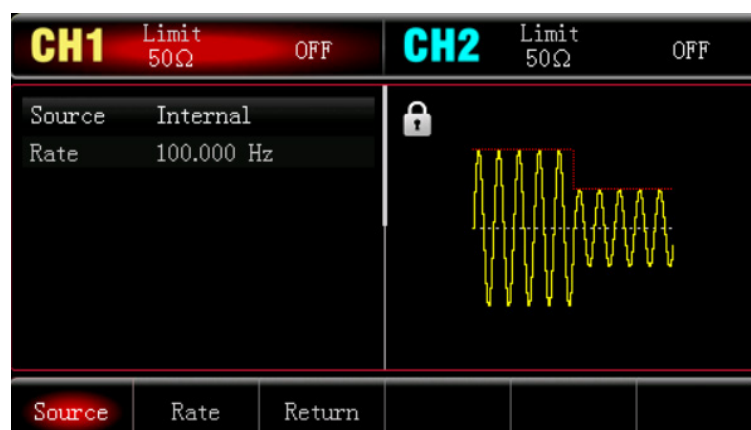 CH1 Limit 50Ω OFF CH2 Limit 50Ω OFF
Source Internal
Rate 100.000 Hz
Source Rate Return